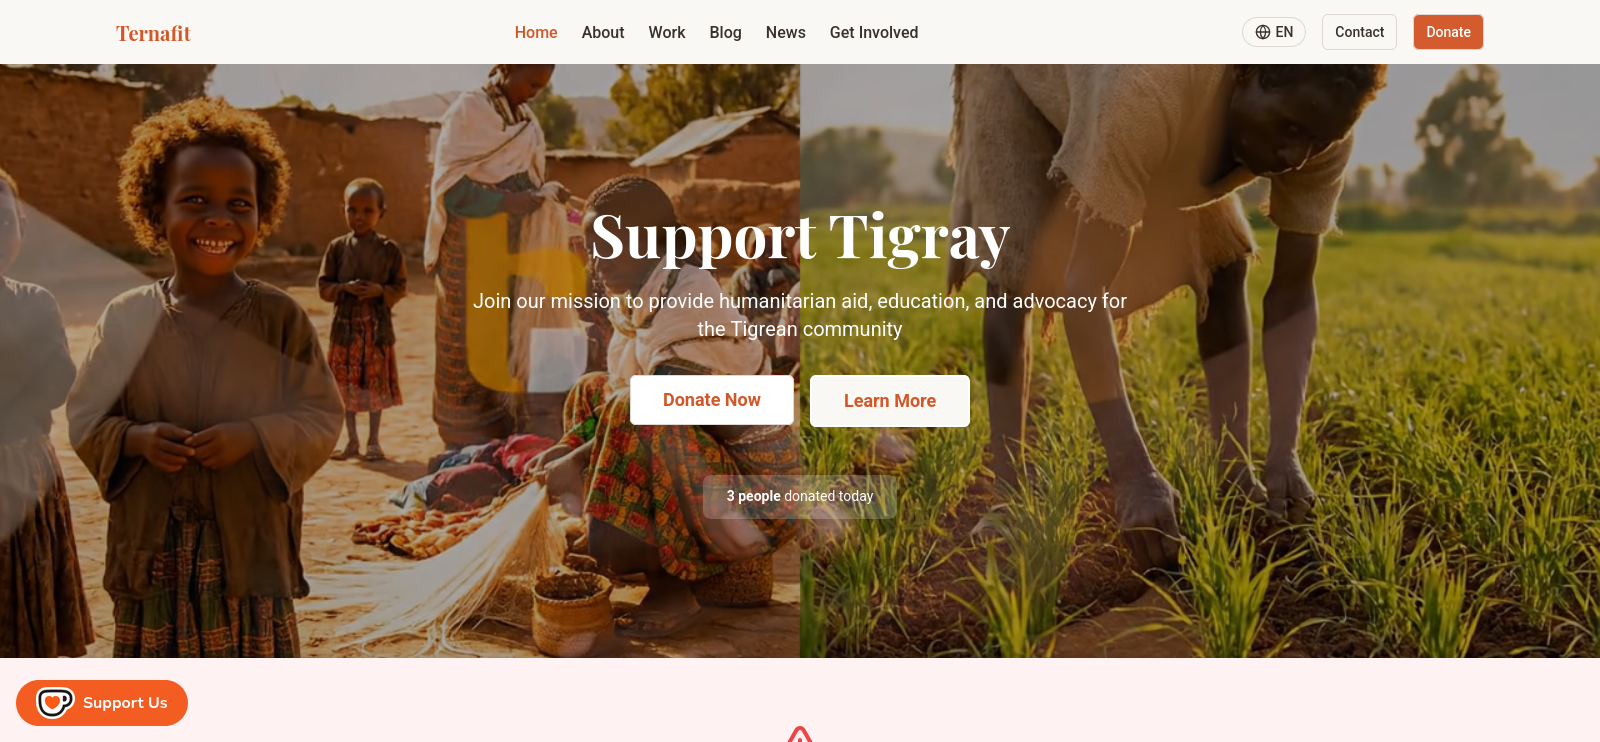 Ternafit
Home About Work Blog News Get Involved
EN
Contact
Donate
Support Tigray
Join our mission to provide humanitarian aid, education, and advocacy for
the Tigrean community
Donate Now
Learn More
3 people donated today
Support Us